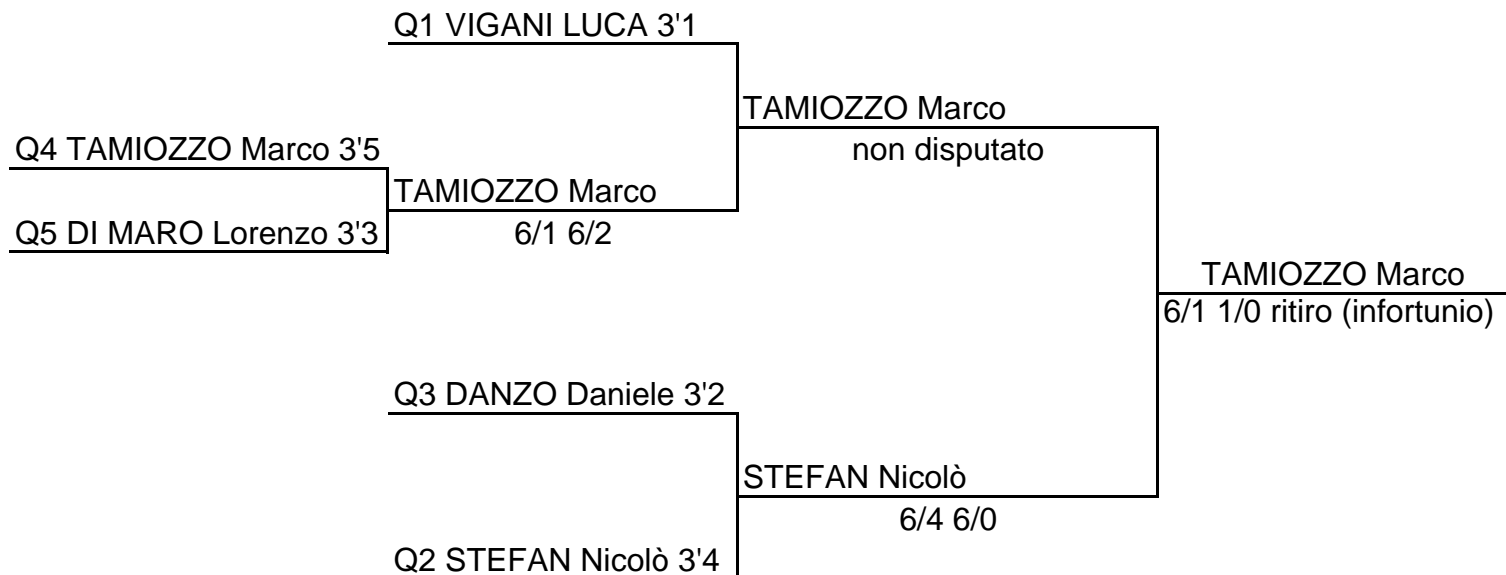 Q1 VIGANI LUCA 3'1
TAMIOZZO Marco
non disputato
Q4 TAMIOZZO Marco 3'5
TAMIOZZO Marco
6/1 6/2
Q5 DI MARO Lorenzo 3'3
TAMIOZZO Marco
6/1 1/0 ritiro (infortunio)
Q3 DANZO Daniele 3'2
STEFAN Nicolò
6/4 6/0
Q2 STEFAN Nicolò 3'4